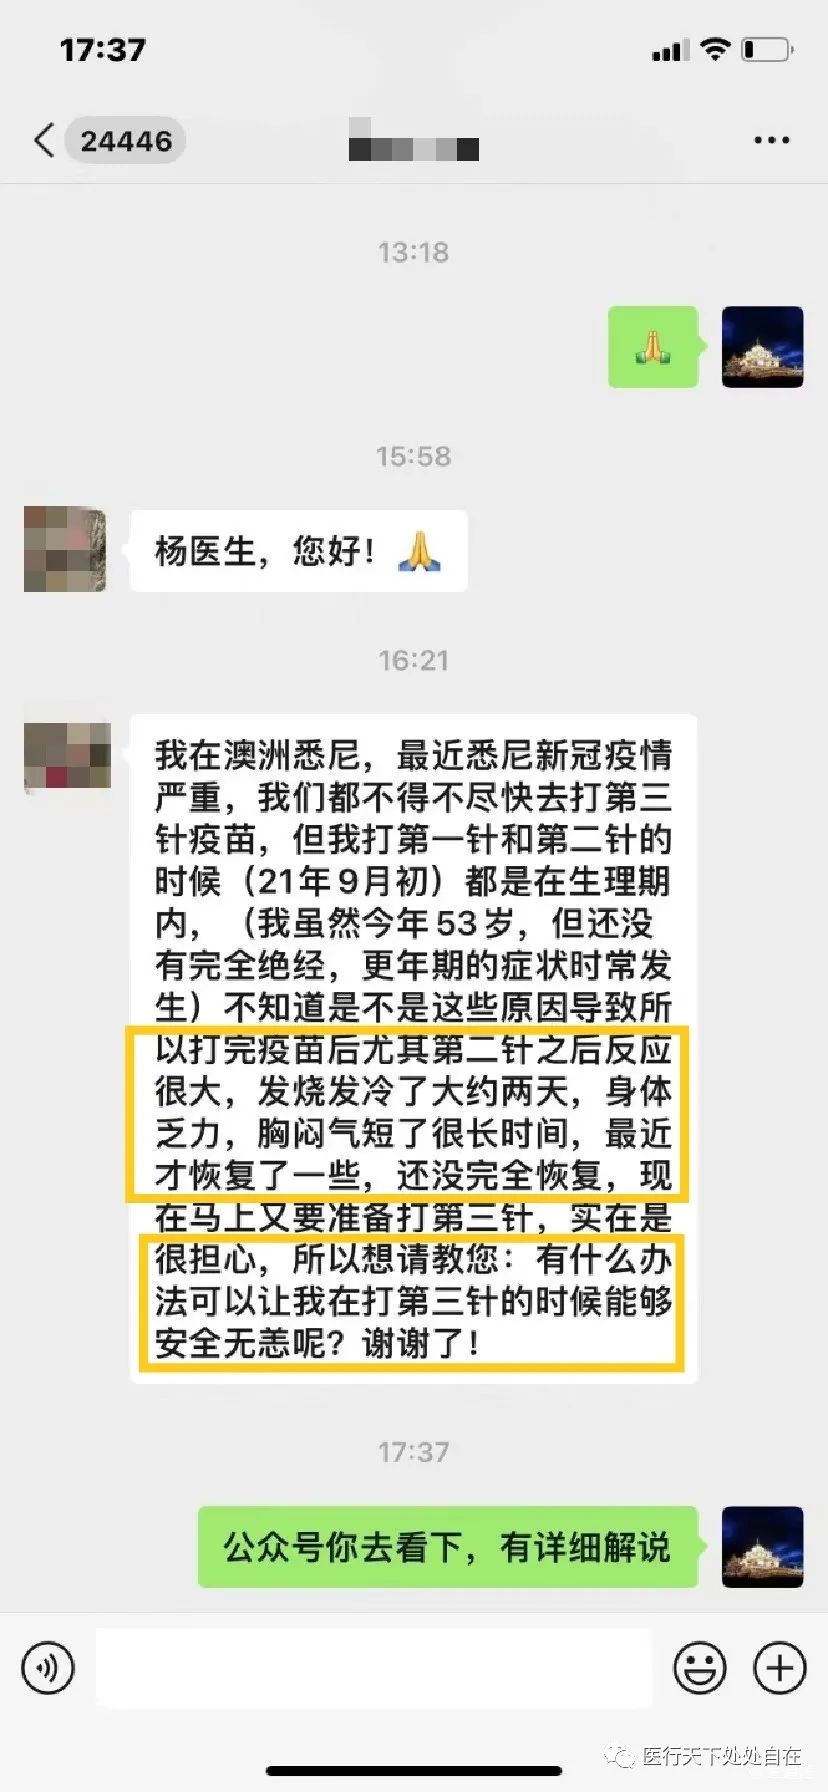 17:37
24446
13:18
🙏
15:58
杨医生，您好！🙏
16:21
我在澳洲悉尼，最近悉尼新冠疫情
严重，我们都不得不尽快去打第三
针疫苗，但我打第一针和第二针的
时候（21年9月初）都是在生理期
内，（我虽然今年53岁，但还没
有完全绝经，更年期的症状时常发
生）不知道是不是这些原因导致所
以打完疫苗后尤其第二针之后反应
很大，发烧发冷了大约两天，身体
乏力，胸闷气短了很长时间，最近
才恢复了一些，还没完全恢复，现
在马上又要准备打第三针，实在是
很担心，所以想请教您：有什么办
法可以让我在打第三针的时候能够
安全无恙呢？谢谢了！
17:37
公众号你去看下，有详细解说
医行天下处处自在